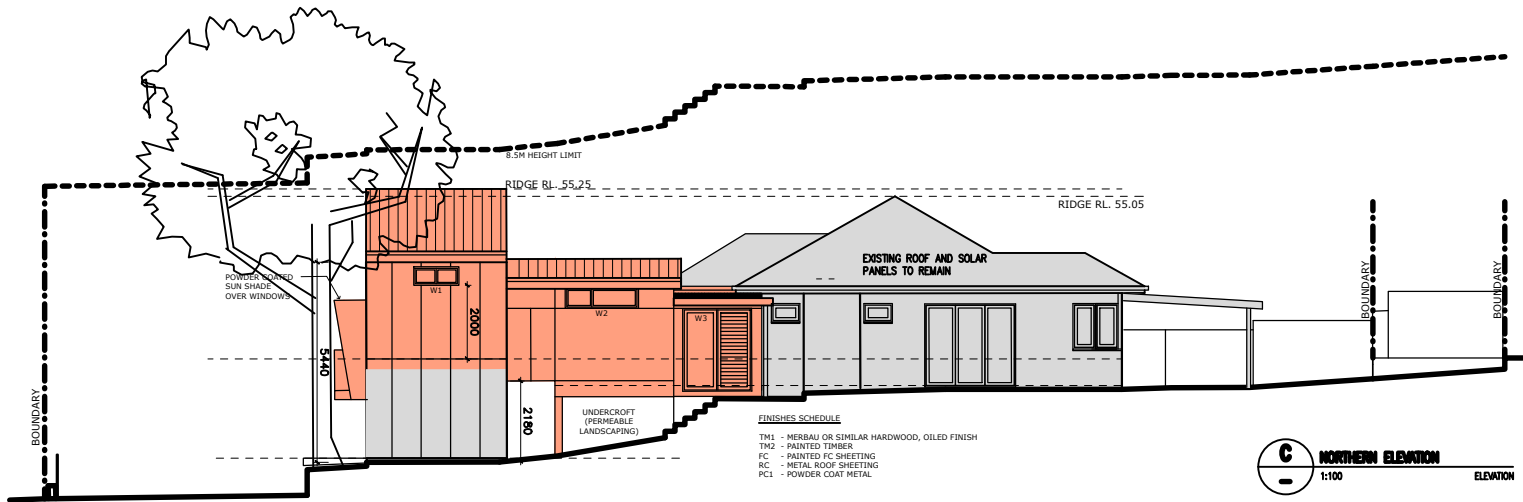 8.5M HEIGHT LIMIT
RIDGE RL. 55.25
RIDGE RL. 55.05
EXISTING ROOF AND SOLAR
PANELS TO REMAIN
POWDER COATED
SUN SHADE
OVER WINDOWS
W1
W2
W3
2000
5440
2180
BOUNDARY
BOUNDARY
BOUNDARY
UNDERCROFT
(PERMEABLE
LANDSCAPING)
FINISHES SCHEDULE
TM1 - MERBAU OR SIMILAR HARDWOOD, OILED FINISH
TM2 - PAINTED TIMBER
FC - PAINTED FC SHEETING
RC - METAL ROOF SHEETING
PC1 - POWDER COAT METAL
C
-
NORTHERN ELEVATION
1:100 ELEVATION